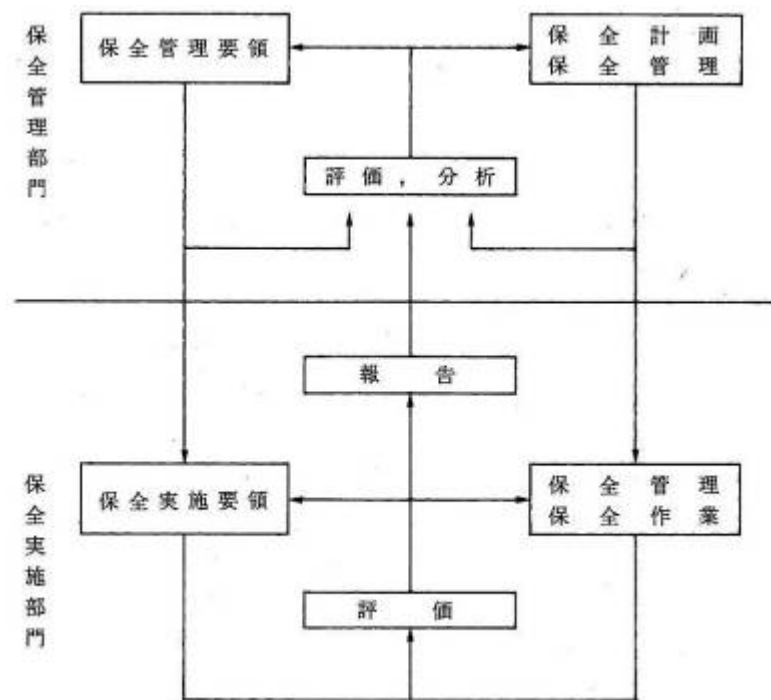 保全管理部門
保全管理要領
保全計画
保全管理
評価，分析
報告
保全実施部門
保全実施要領
保全管理
保全作業
評価